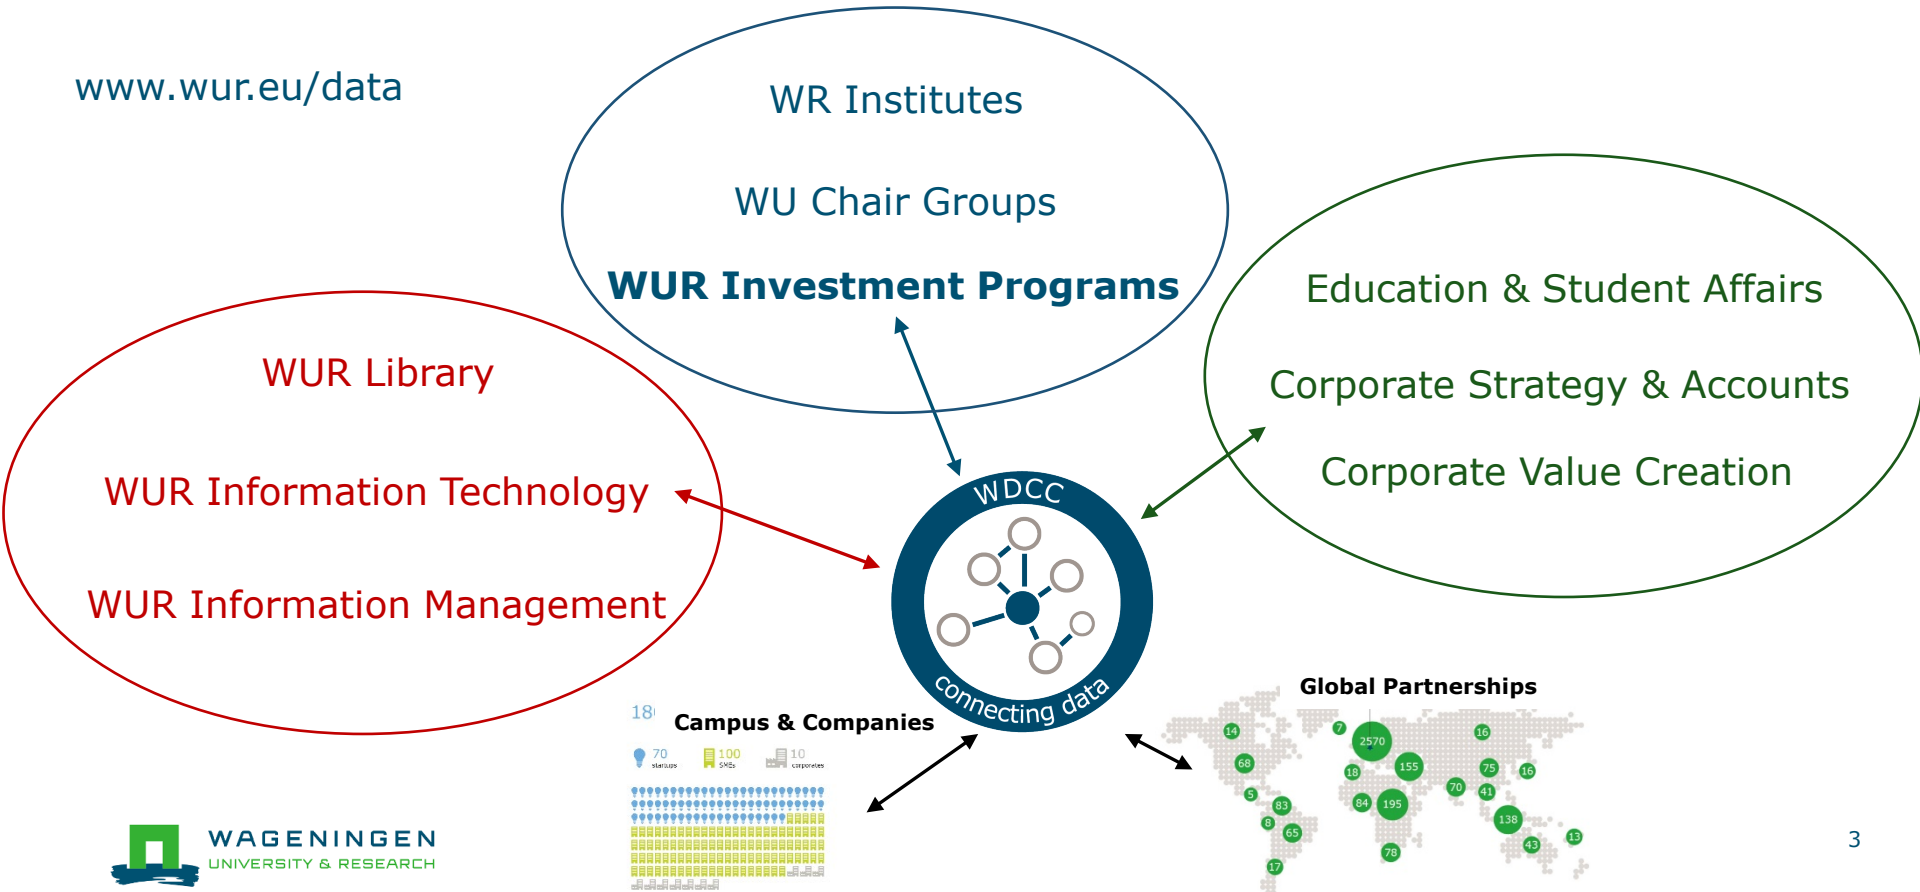 www.wur.eu/data
WR Institutes
WU Chair Groups
WUR Investment Programs
Education & Student Affairs
Corporate Strategy & Accounts
Corporate Value Creation
WUR Library
WUR Information Technology
WUR Information Management
WDCC
connecting data
Campus & Companies
70
startups
100
SMEs
10
corporates
Global Partnerships
14
7
2570
16
68
18
155
75
16
5
83
84
195
70
41
8
65
138
13
78
43
17
WAGENINGEN
UNIVERSITY & RESEARCH
3